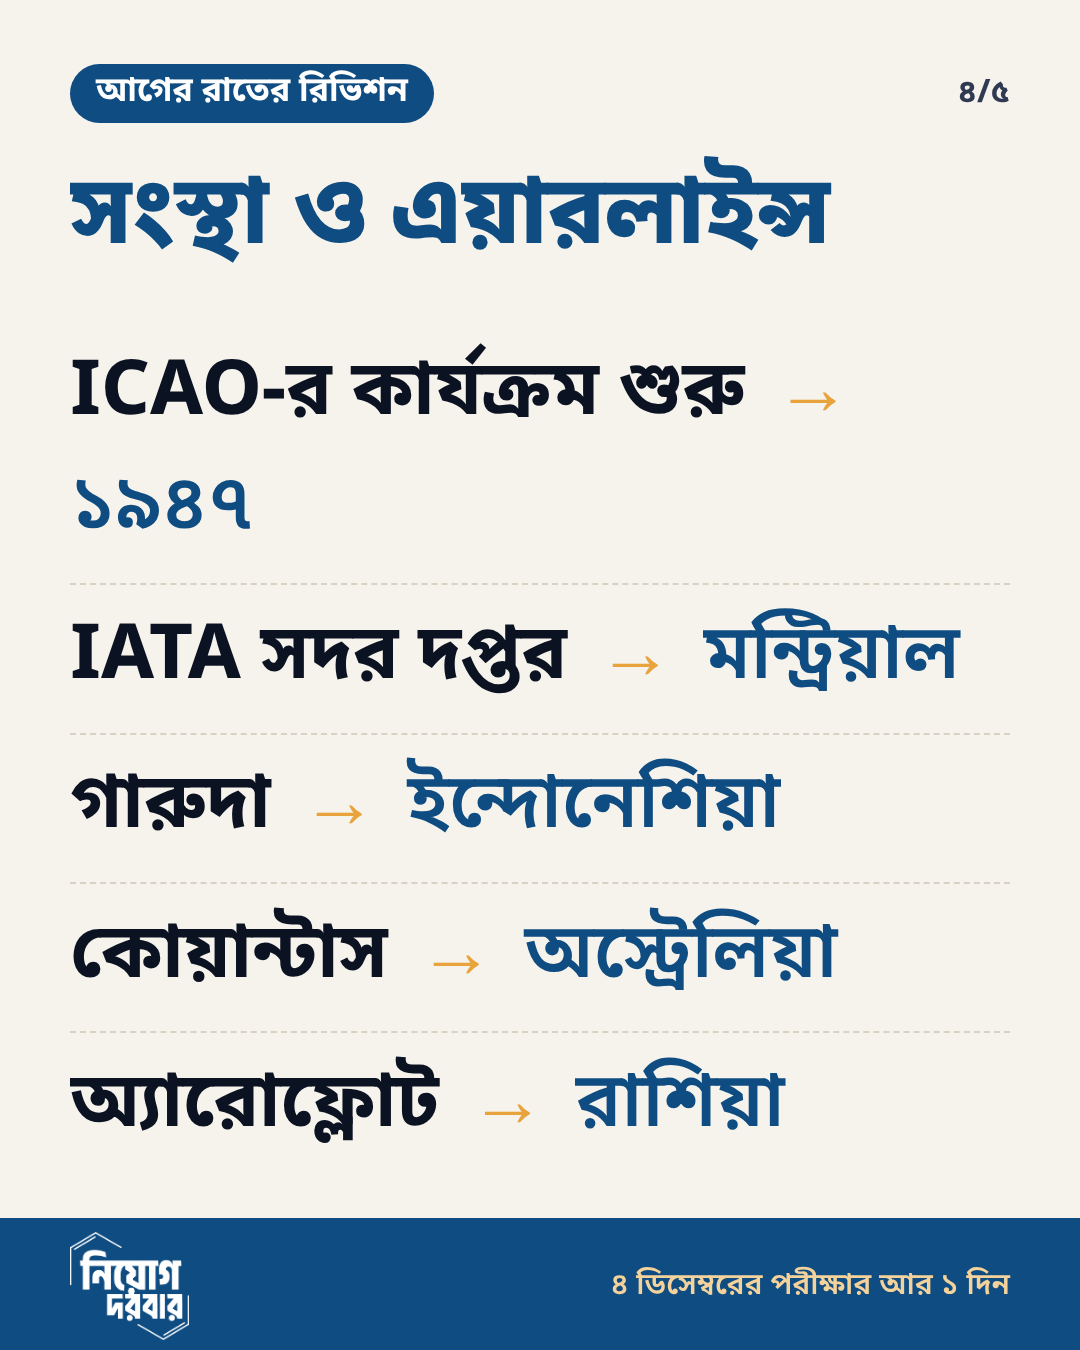 আগের রাতের রিভিশন
৪/৫
সংস্থা ও এয়ারলাইন্স
ICAO-র কার্যক্রম শুরু →
১৯৪৭
IATA সদর দপ্তর → মন্ট্রিয়াল
গারুদা → ইন্দোনেশিয়া
কোয়ান্টাস → অস্ট্রেলিয়া
অ্যারোফ্লোট → রাশিয়া
নিয়োগ
দরবার
৪ ডিসেম্বরের পরীক্ষার আর ১ দিন